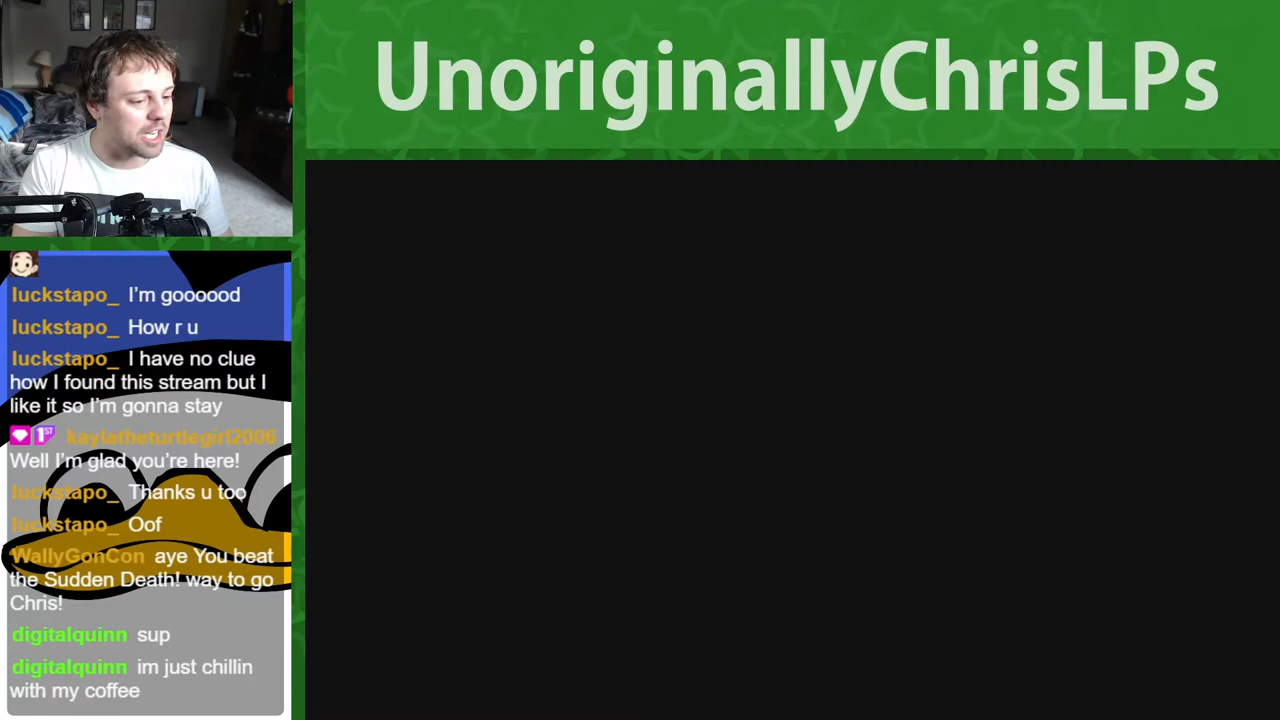 UnoriginallyChrisLPs
luckstapo_ I'm goooood
luckstapo_ How r u
luckstapo_ I have no clue
how I found this stream but I
like it so I'm gonna stay
1ST kaylatheturtlegirl2006
Well I'm glad you're here!
luckstapo_ Thanks u too
luckstapo_ Oof
WallyGonCon aye You beat
the Sudden Death! way to go
Chris!
digitalquinn sup
digitalquinn im just chillin
with my coffee